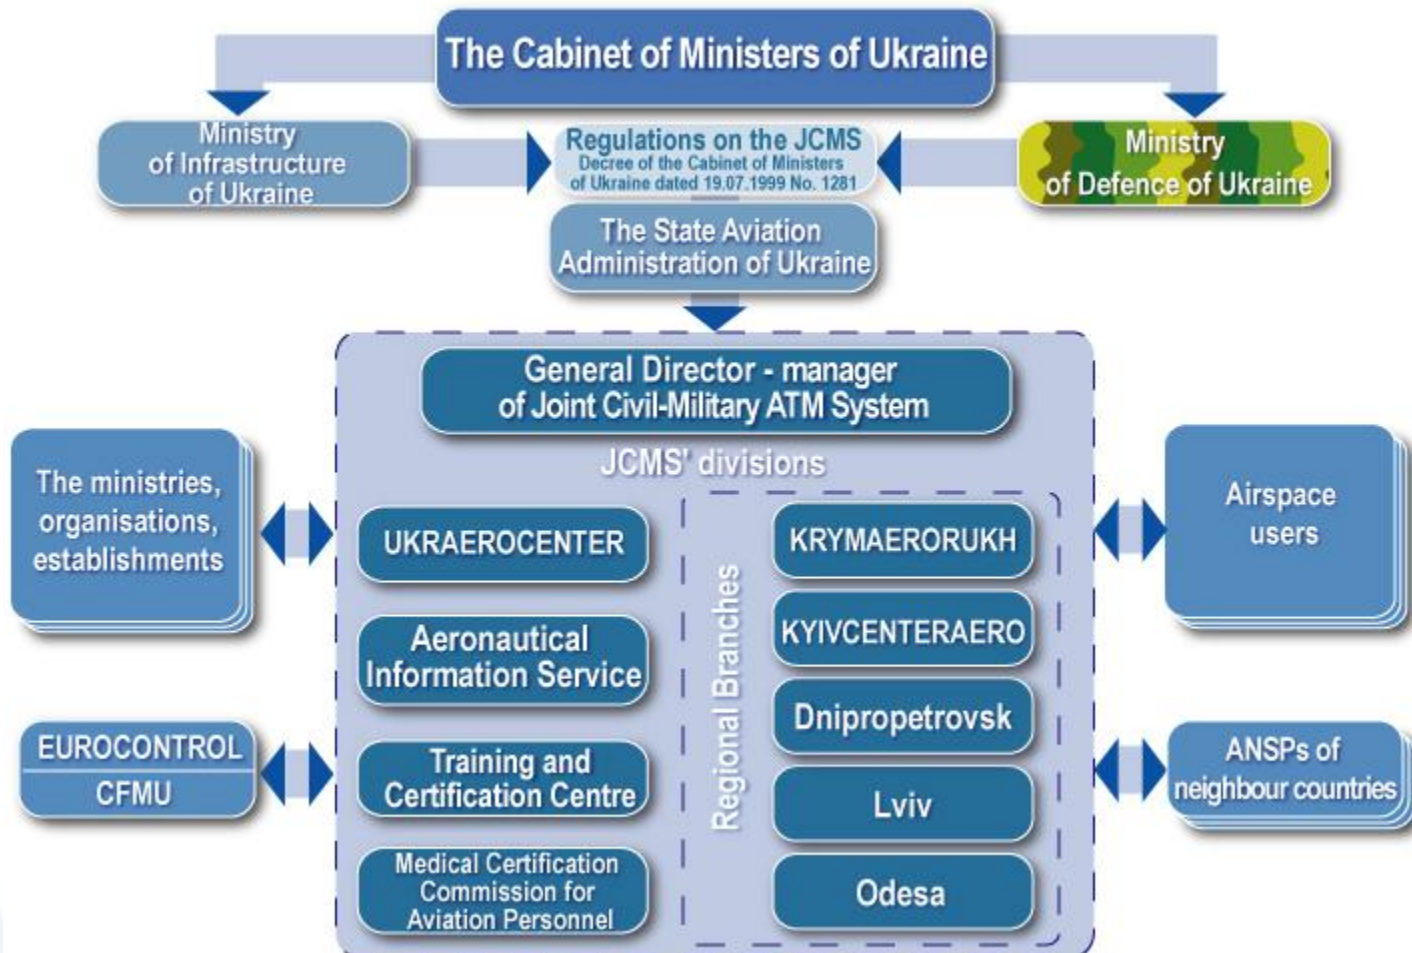 The Cabinet of Ministers of Ukraine
Ministry
of Infrastructure
of Ukraine
Regulations on the JCMS
Decree of the Cabinet of Ministers
of Ukraine dated 19.07.1999 No. 1281
Ministry
of Defence of Ukraine
The State Aviation
Administration of Ukraine
General Director - manager
of Joint Civil-Military ATM System
JCMS' divisions
The ministries,
organisations,
establishments
EUROCONTROL
CFMU
UKRAEROCENTER
Aeronautical
Information Service
Training and
Certification Centre
Medical Certification
Commission for
Aviation Personnel
Regional Branches
KRYMAERORUKH
KYIVCENTERAERO
Dnipropetrovsk
Lviv
Odesa
Airspace
users
ANSPs of
neighbour countries